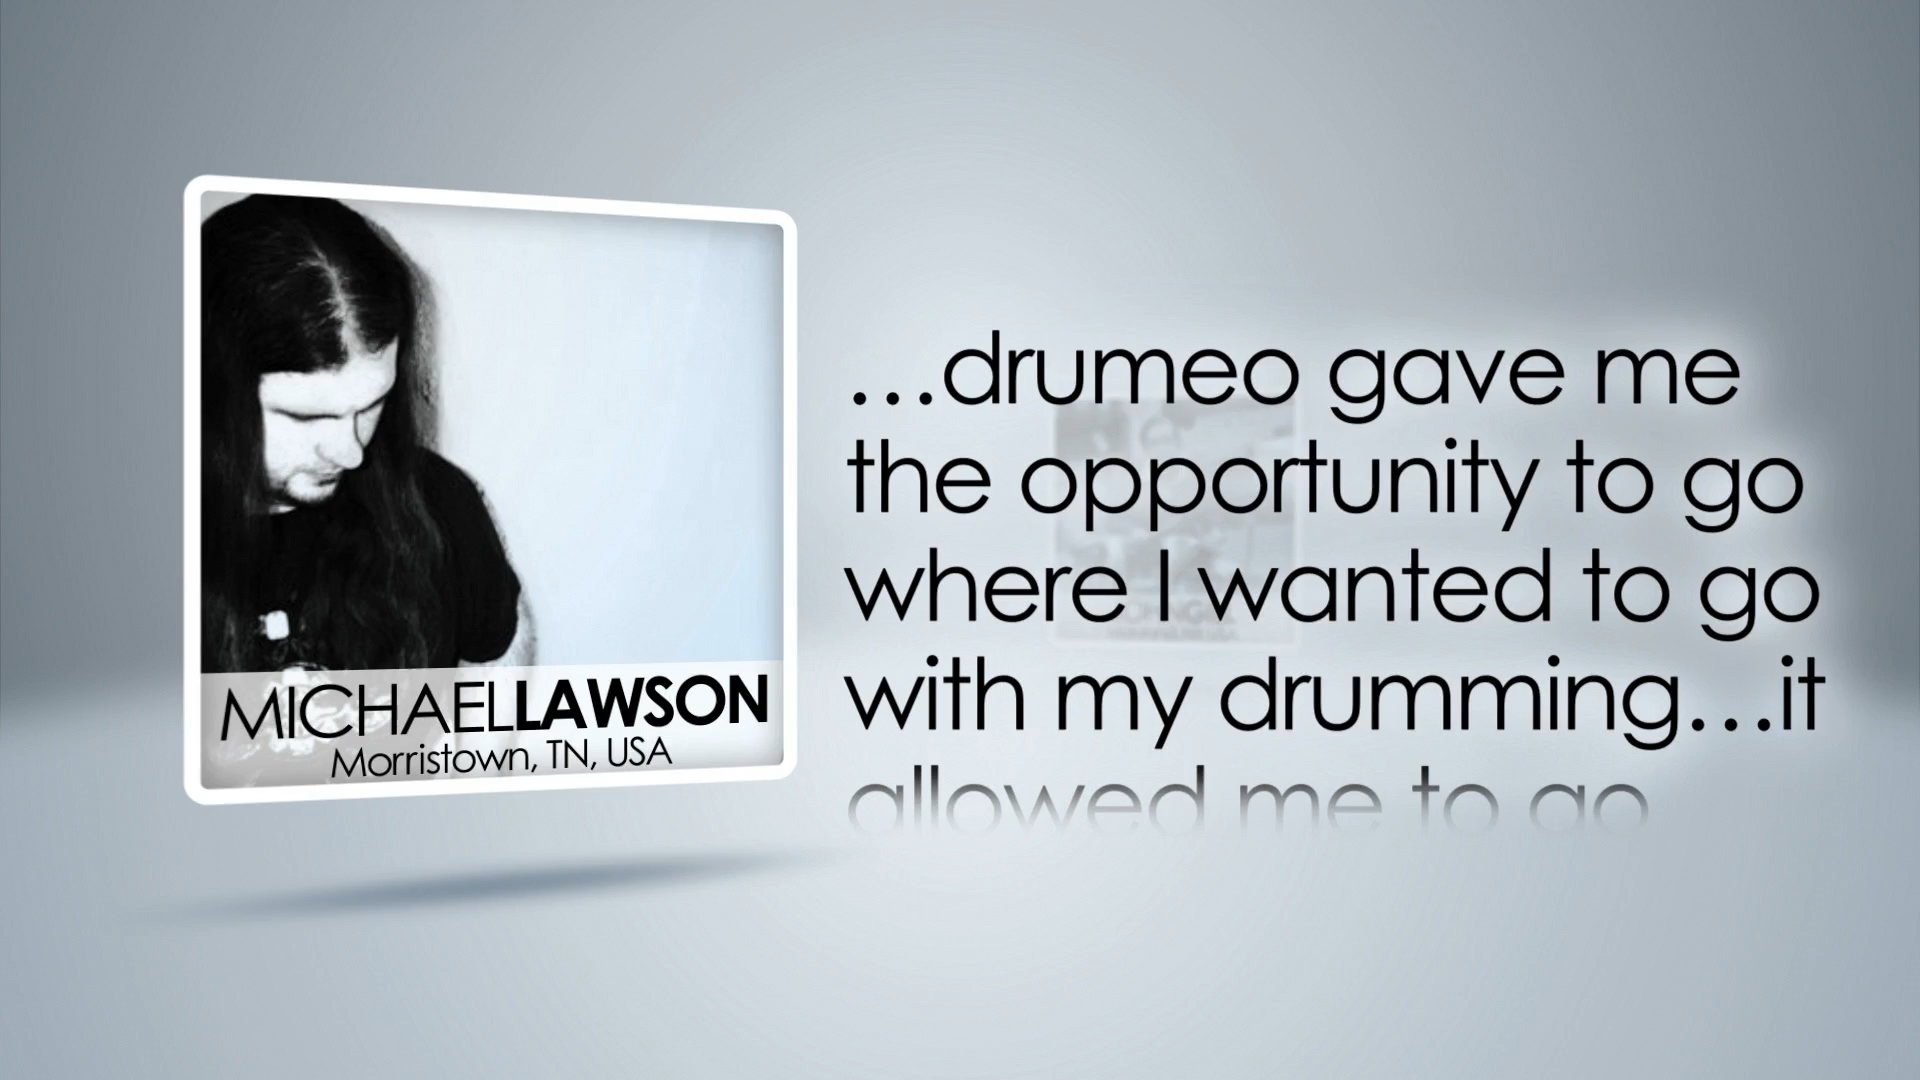 ...drumeo gave me
the opportunity to go
where I wanted to go
with my drumming...it
allowed me to go
MICHAELLAWSON
Morristown, TN, USA